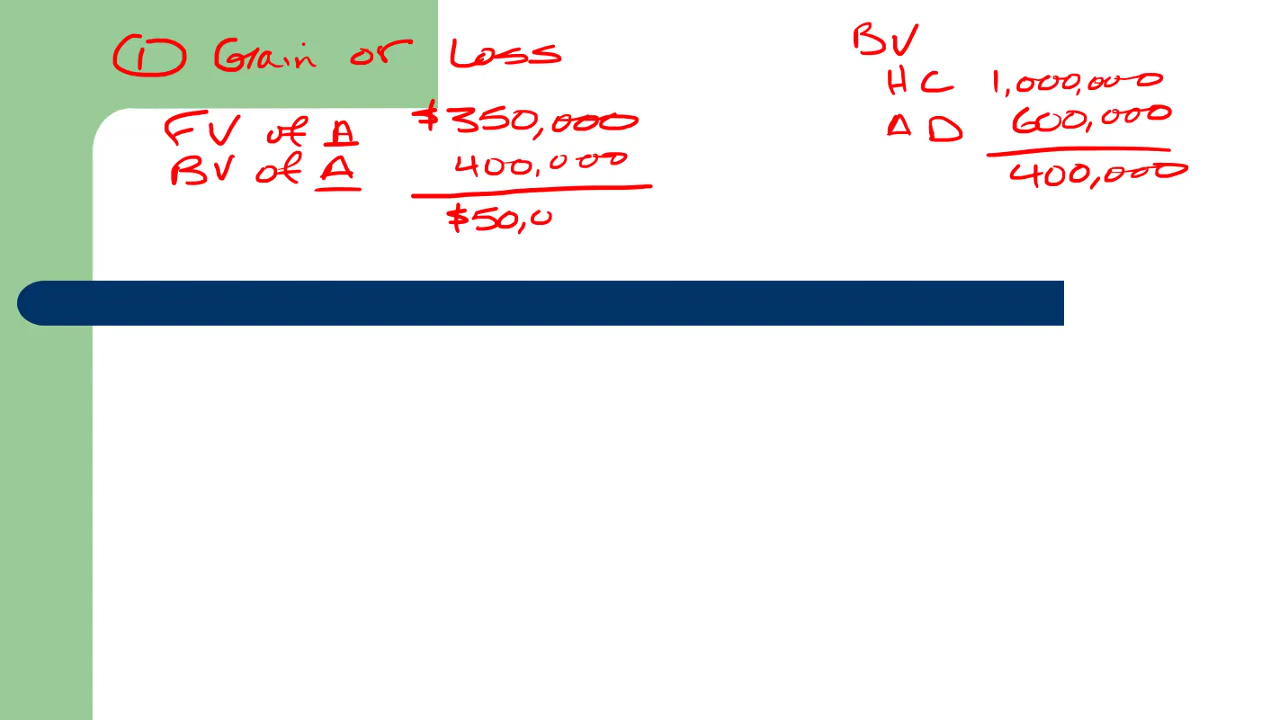 ① Gain or Loss
FV of A $350,000
BV of A 400,000
$50,0
BV
HC 1,000,000
AD 600,000
400,000